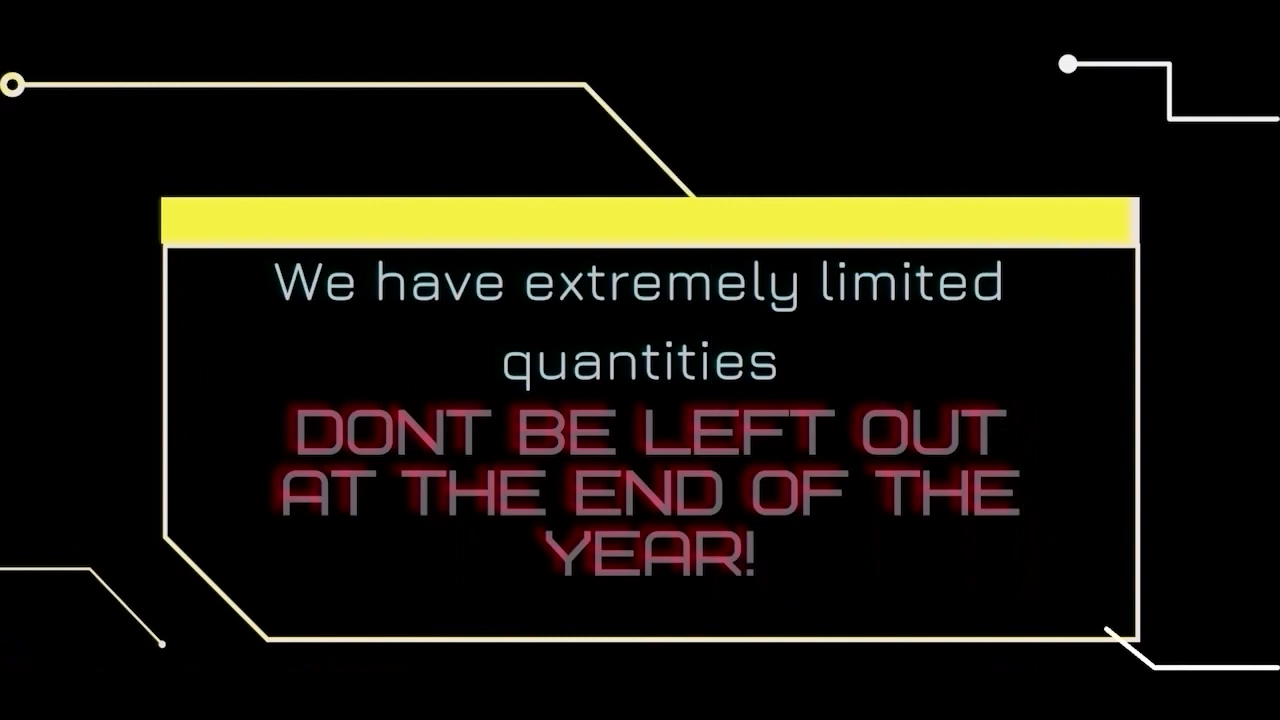 We have extremely limited
quantities
DONT BE LEFT OUT
AT THE END OF THE
YEAR!